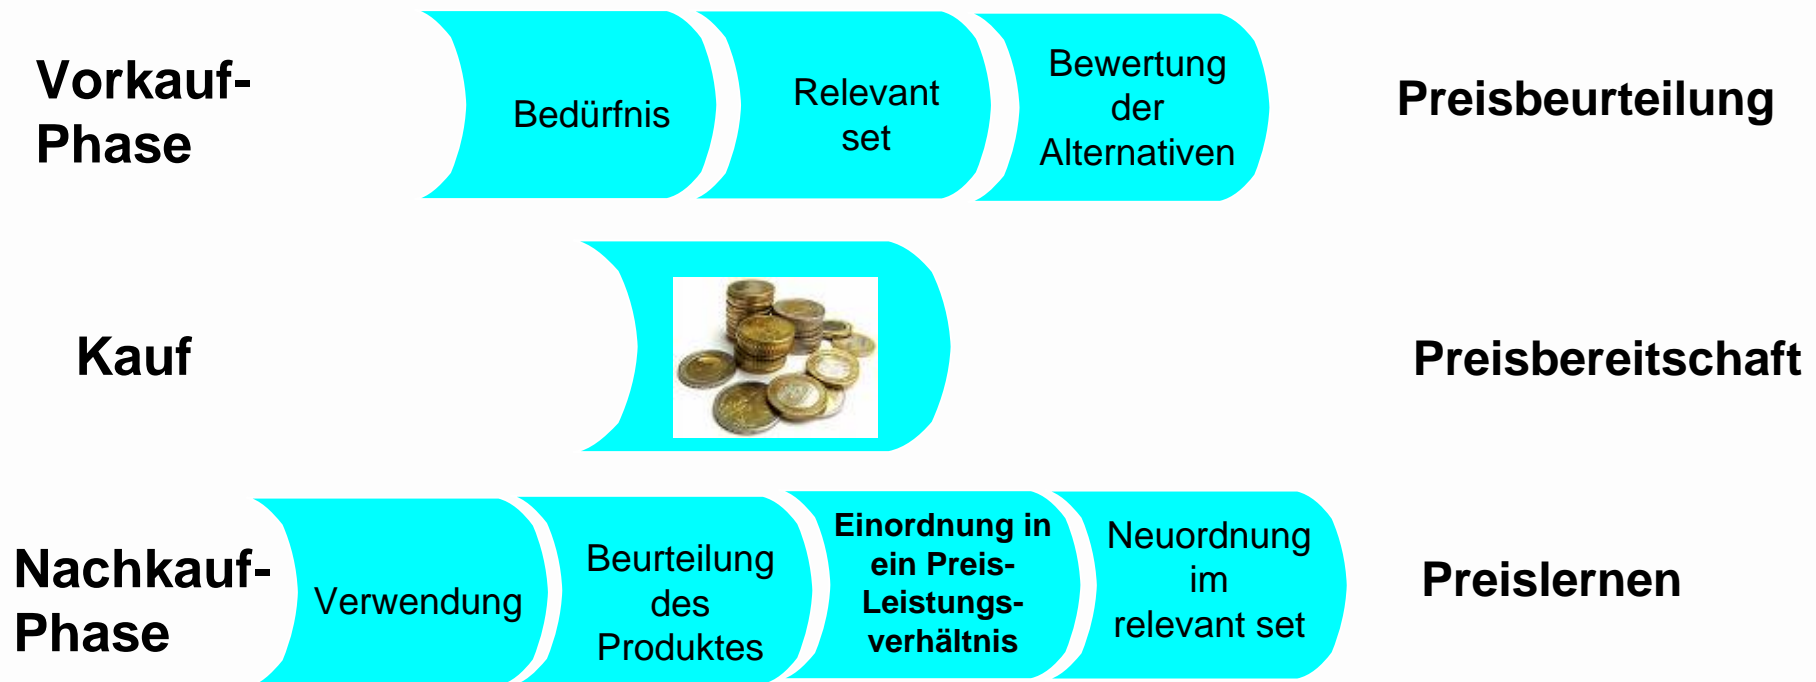 Vorkauf-
Phase
Bedürfnis
Relevant
set
Bewertung
der
Alternativen
Preisbeurteilung
Kauf
Preisbereitschaft
Nachkauf-
Phase
Verwendung
Beurteilung
des
Produktes
Einordnung in
ein Preis-
Leistungs-
verhältnis
Neuordnung
im
relevant set
Preislernen